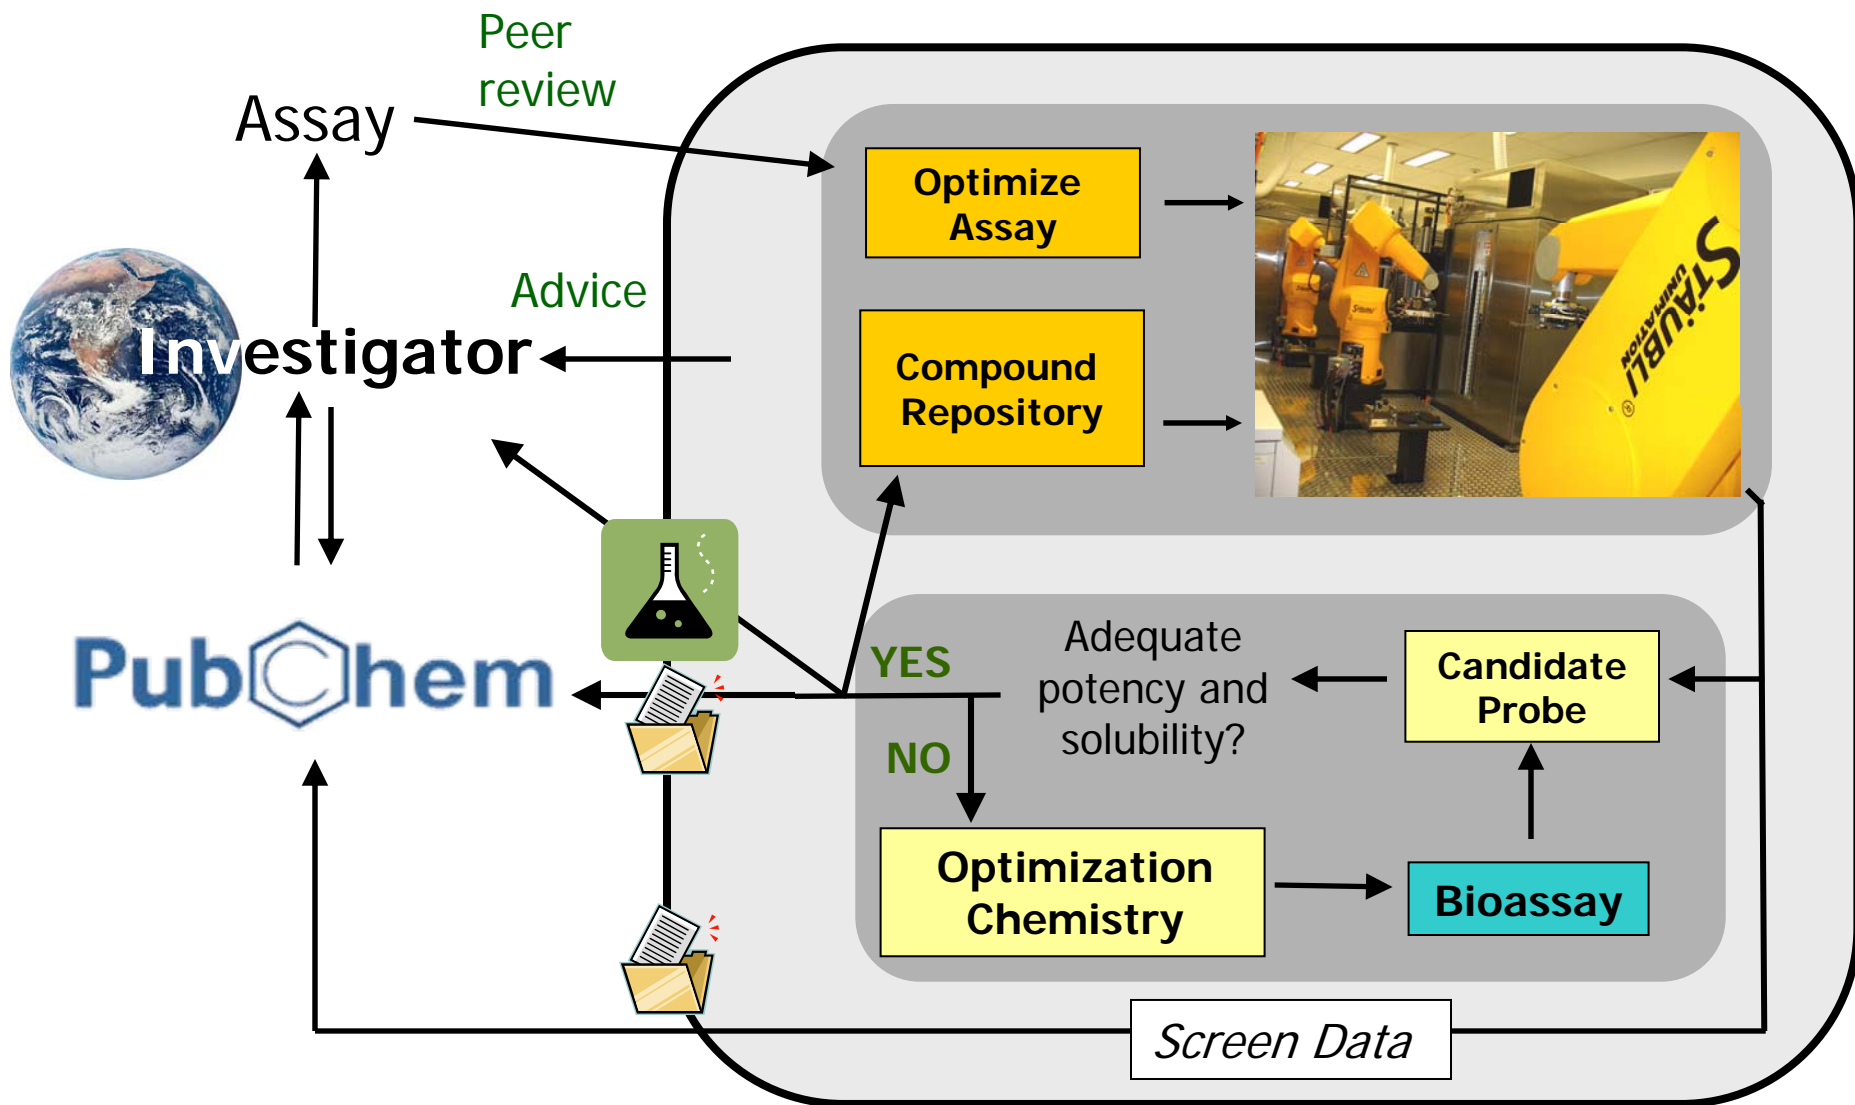 Peer
review
Assay
Optimize
Assay
Advice
Investigator
Compound
Repository
STÄUBLI
UNIMATION
®
STÄUBLI
PubChem
YES
NO
Adequate
potency and
solubility?
Candidate
Probe
Optimization
Chemistry
Bioassay
Screen Data